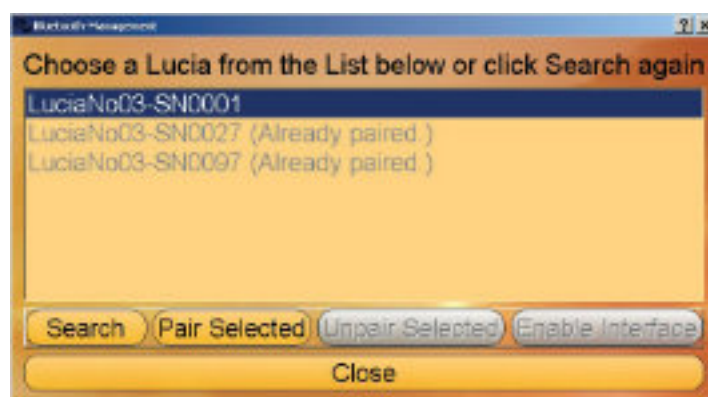 Bluetooth Management
Choose a Lucia from the List below or click Search again
LuciaNo03-SN0001
LuciaNo03-SN0027 (Already paired.)
LuciaNo03-SN0097 (Already paired.)
Search Pair Selected Unpair Selected Enable Interface
Close